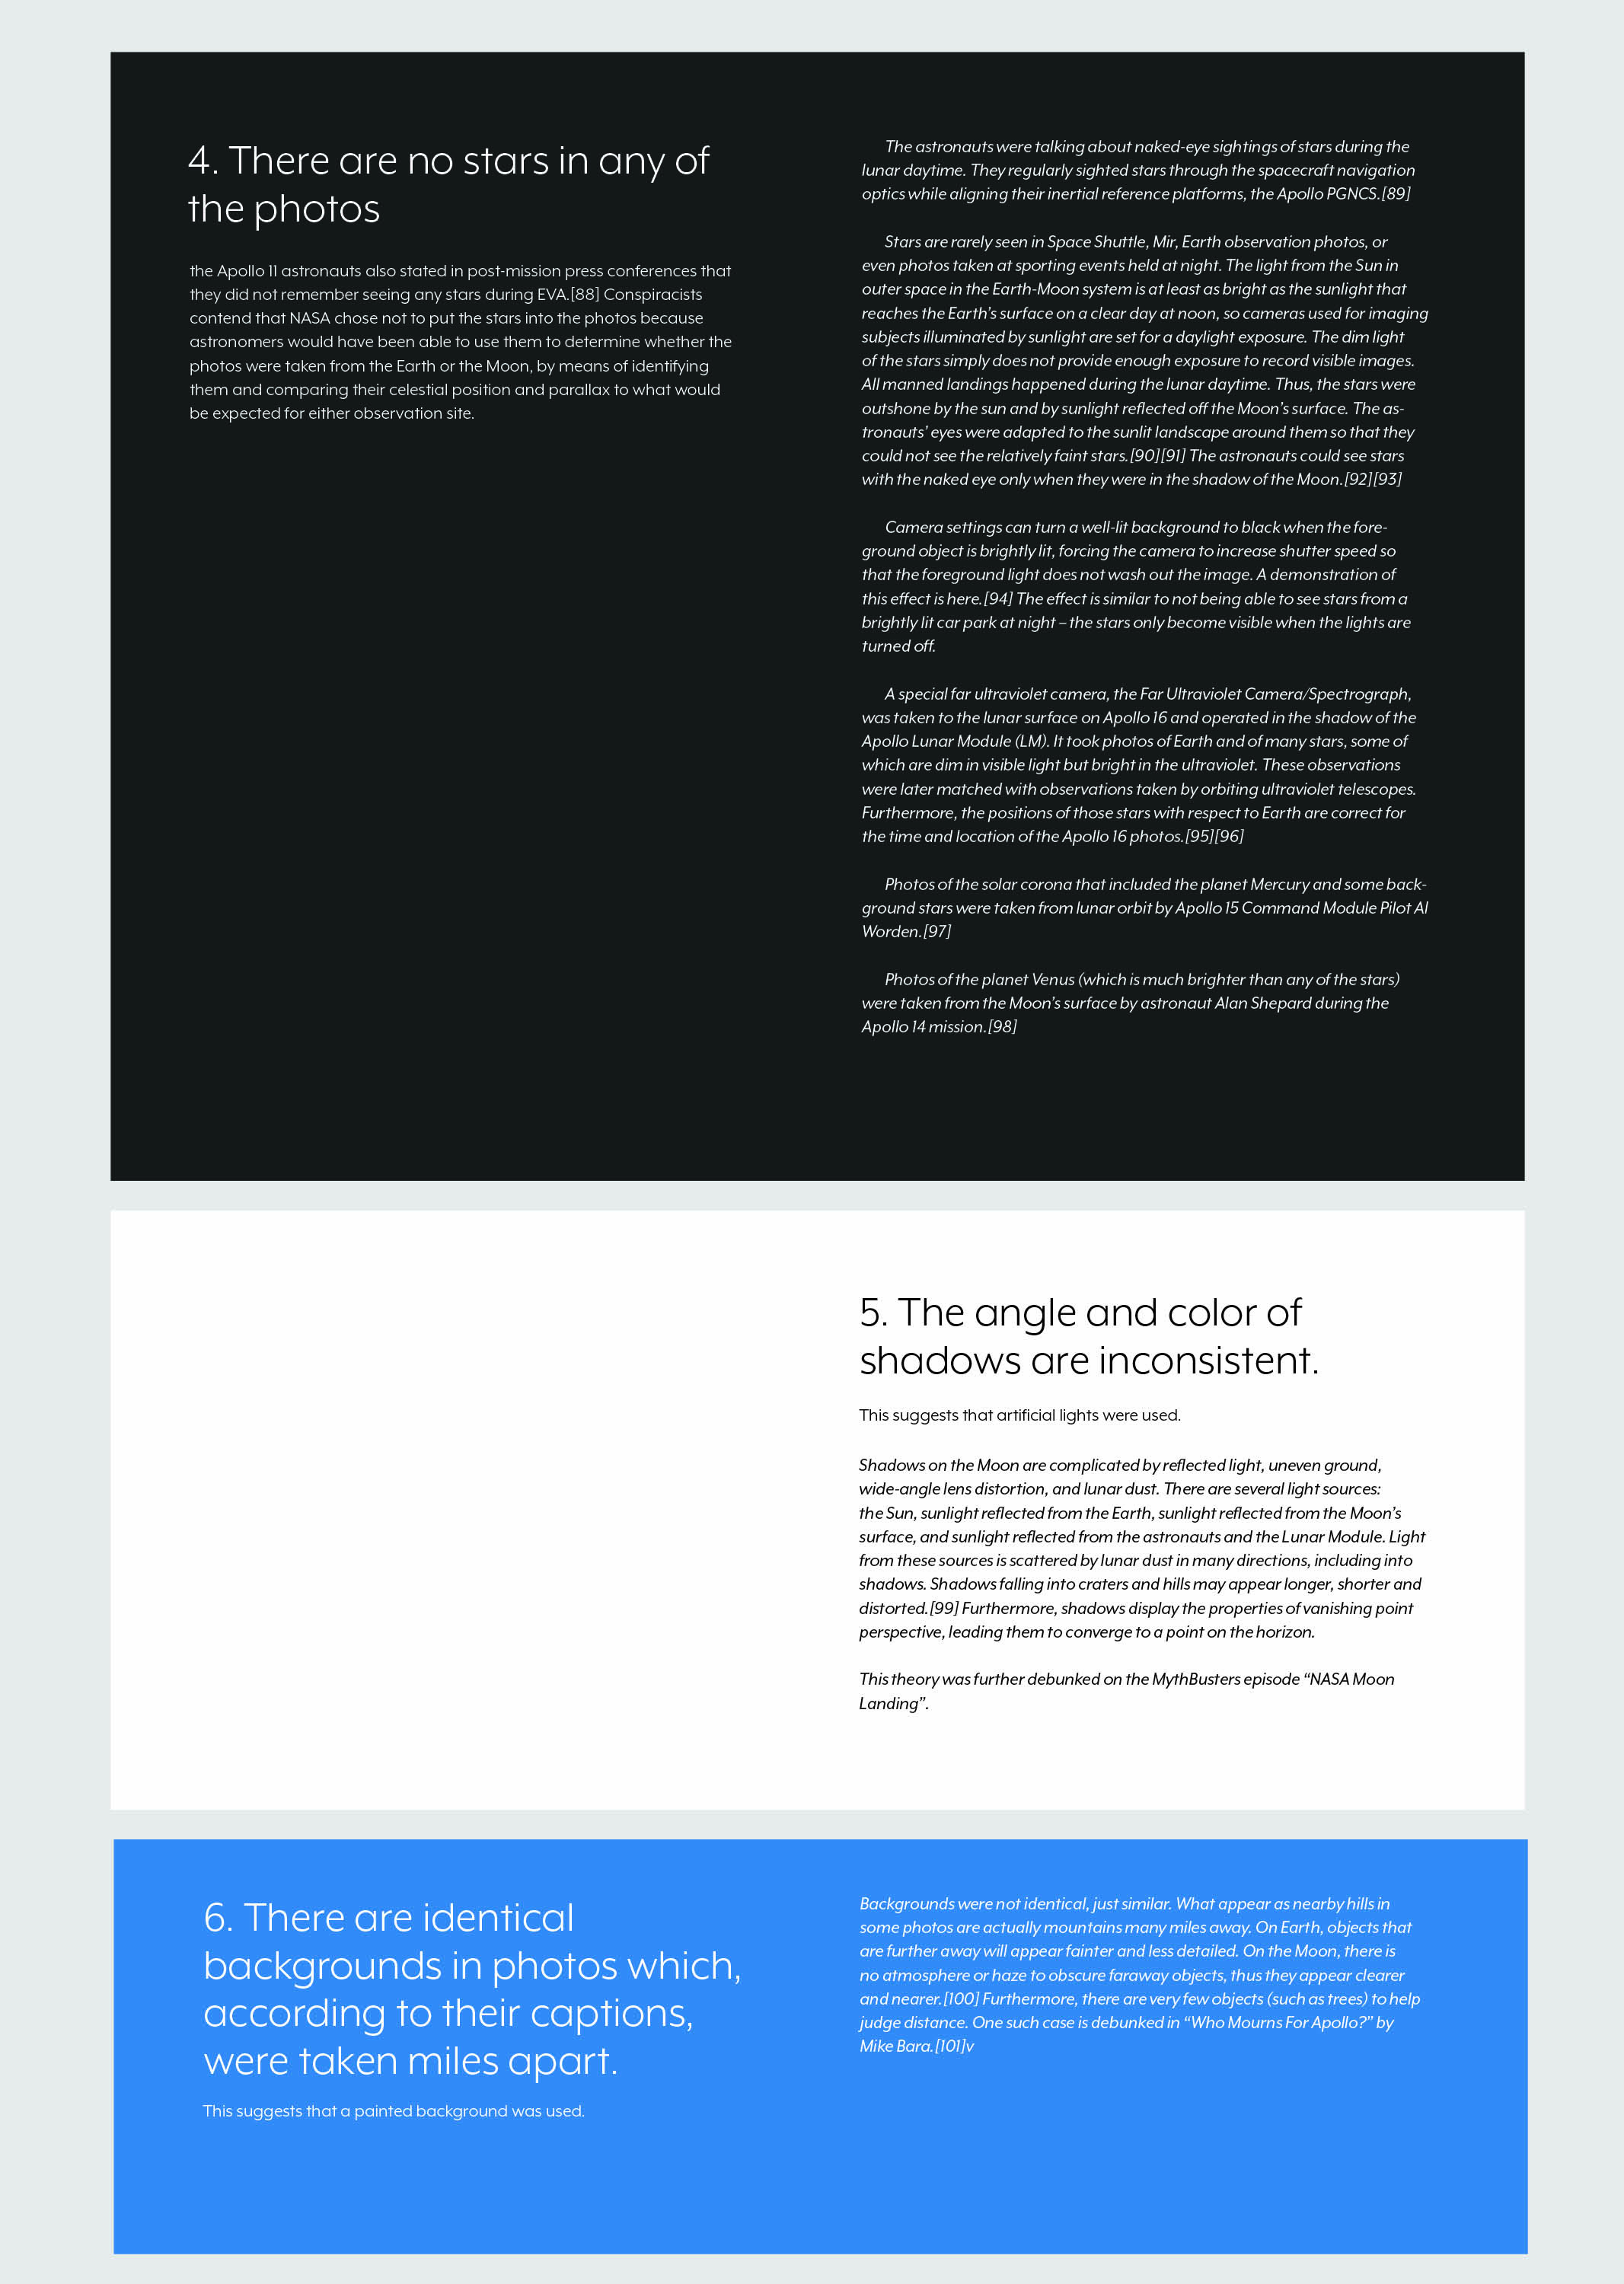 4. There are no stars in any of
the photos
the Apollo 11 astronauts also stated in post-mission press conferences that
they did not remember seeing any stars during EVA.[88] Conspiracists
contend that NASA chose not to put the stars into the photos because
astronomers would have been able to use them to determine whether the
photos were taken from the Earth or the Moon, by means of identifying
them and comparing their celestial position and parallax to what would
be expected for either observation site.
The astronauts were talking about naked-eye sightings of stars during the
lunar daytime. They regularly sighted stars through the spacecraft navigation
optics while aligning their inertial reference platforms, the Apollo PGNCS.[89]
Stars are rarely seen in Space Shuttle, Mir, Earth observation photos, or
even photos taken at sporting events held at night. The light from the Sun in
outer space in the Earth-Moon system is at least as bright as the sunlight that
reaches the Earth's surface on a clear day at noon, so cameras used for imaging
subjects illuminated by sunlight are set for a daylight exposure. The dim light
of the stars simply does not provide enough exposure to record visible images.
All manned landings happened during the lunar daytime. Thus, the stars were
outshone by the sun and by sunlight reflected off the Moon's surface. The as-
tronauts' eyes were adapted to the sunlit landscape around them so that they
could not see the relatively faint stars.[90][91] The astronauts could see stars
with the naked eye only when they were in the shadow of the Moon.[92][93]
Camera settings can turn a well-lit background to black when the fore-
ground object is brightly lit, forcing the camera to increase shutter speed so
that the foreground light does not wash out the image. A demonstration of
this effect is here.[94] The effect is similar to not being able to see stars from a
brightly lit car park at night – the stars only become visible when the lights are
turned off.
A special far ultraviolet camera, the Far Ultraviolet Camera/Spectrograph,
was taken to the lunar surface on Apollo 16 and operated in the shadow of the
Apollo Lunar Module (LM). It took photos of Earth and of many stars, some of
which are dim in visible light but bright in the ultraviolet. These observations
were later matched with observations taken by orbiting ultraviolet telescopes.
Furthermore, the positions of those stars with respect to Earth are correct for
the time and location of the Apollo 16 photos.[95][96]
Photos of the solar corona that included the planet Mercury and some back-
ground stars were taken from lunar orbit by Apollo 15 Command Module Pilot Al
Worden.[97]
Photos of the planet Venus (which is much brighter than any of the stars)
were taken from the Moon's surface by astronaut Alan Shepard during the
Apollo 14 mission.[98]
5. The angle and color of
shadows are inconsistent.
This suggests that artificial lights were used.
Shadows on the Moon are complicated by reflected light, uneven ground,
wide-angle lens distortion, and lunar dust. There are several light sources:
the Sun, sunlight reflected from the Earth, sunlight reflected from the Moon's
surface, and sunlight reflected from the astronauts and the Lunar Module. Light
from these sources is scattered by lunar dust in many directions, including into
shadows. Shadows falling into craters and hills may appear longer, shorter and
distorted.[99] Furthermore, shadows display the properties of vanishing point
perspective, leading them to converge to a point on the horizon.
This theory was further debunked on the MythBusters episode “NASA Moon
Landing”.
6. There are identical
backgrounds in photos which,
according to their captions,
were taken miles apart.
This suggests that a painted background was used.
Backgrounds were not identical, just similar. What appear as nearby hills in
some photos are actually mountains many miles away. On Earth, objects that
are further away will appear fainter and less detailed. On the Moon, there is
no atmosphere or haze to obscure faraway objects, thus they appear clearer
and nearer.[100] Furthermore, there are very few objects (such as trees) to help
judge distance. One such case is debunked in “Who Mourns For Apollo?” by
Mike Bara.[101]v